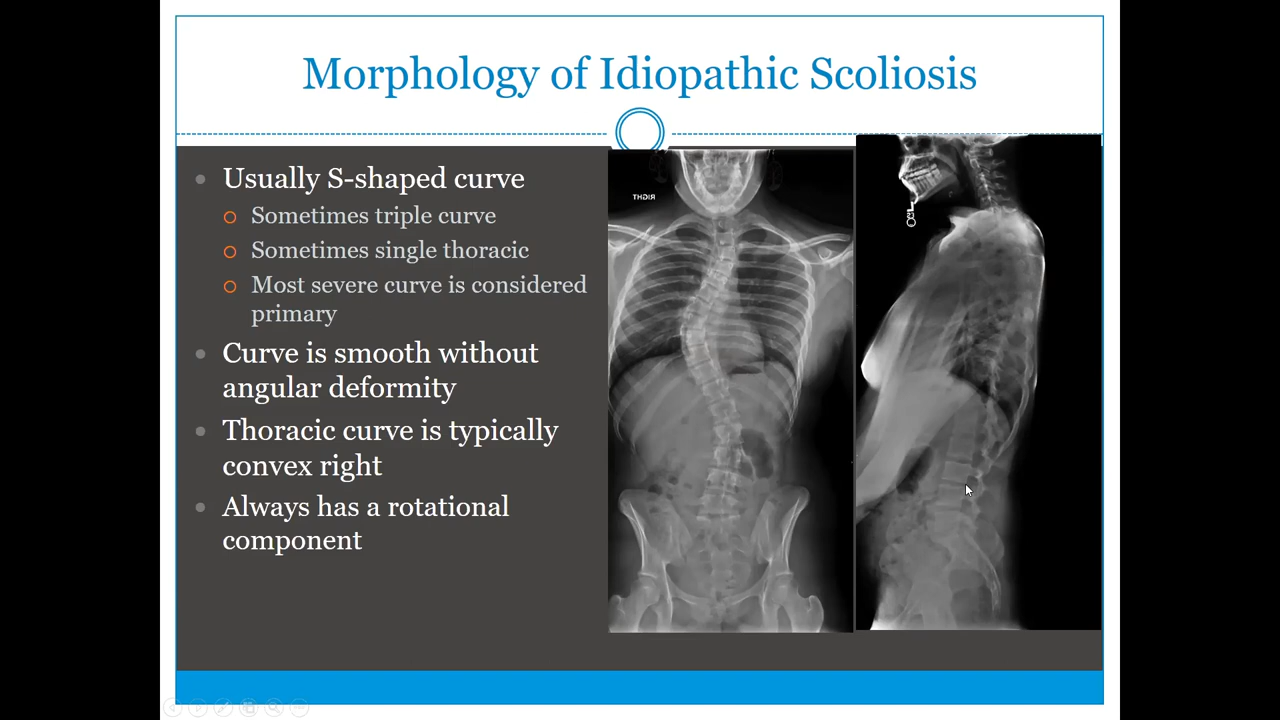 Morphology of Idiopathic Scoliosis
Usually S-shaped curve
Sometimes triple curve
Sometimes single thoracic
Most severe curve is considered
primary
Curve is smooth without
angular deformity
Thoracic curve is typically
convex right
Always has a rotational
component
RIGHT